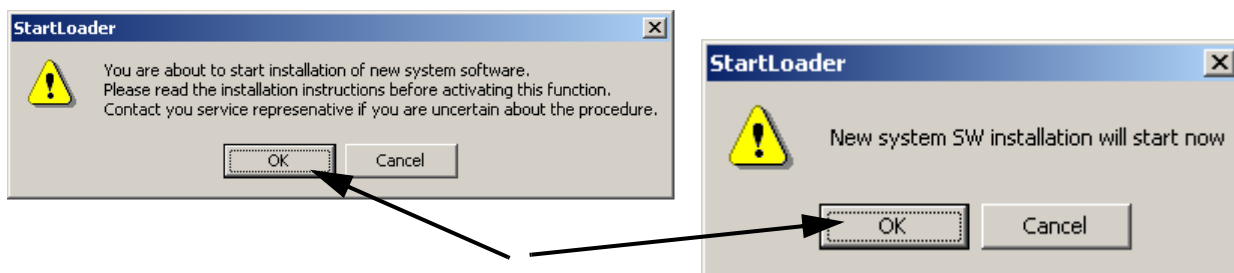 StartLoader
You are about to start installation of new system software.
Please read the installation instructions before activating this function.
Contact you service represenative if you are uncertain about the procedure.
OK Cancel
StartLoader
New system SW installation will start now
OK Cancel